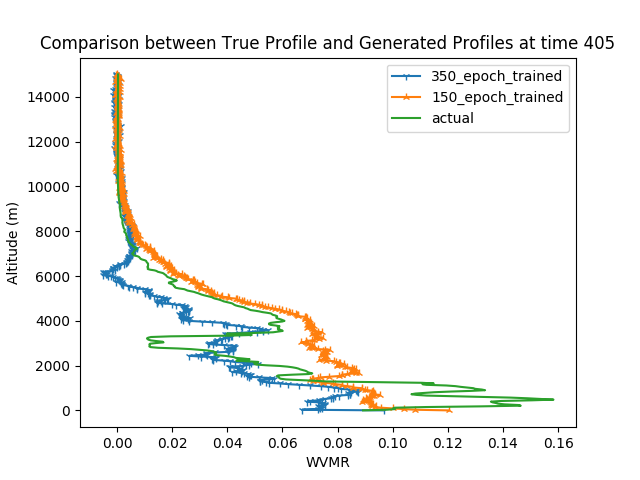 Comparison between True Profile and Generated Profiles at time 405
350_epoch_trained
150_epoch_trained
actual
Altitude (m)
14000
12000
10000
8000
6000
4000
2000
0
0.00 0.02 0.04 0.06 0.08 0.10 0.12 0.14 0.16
WVMR